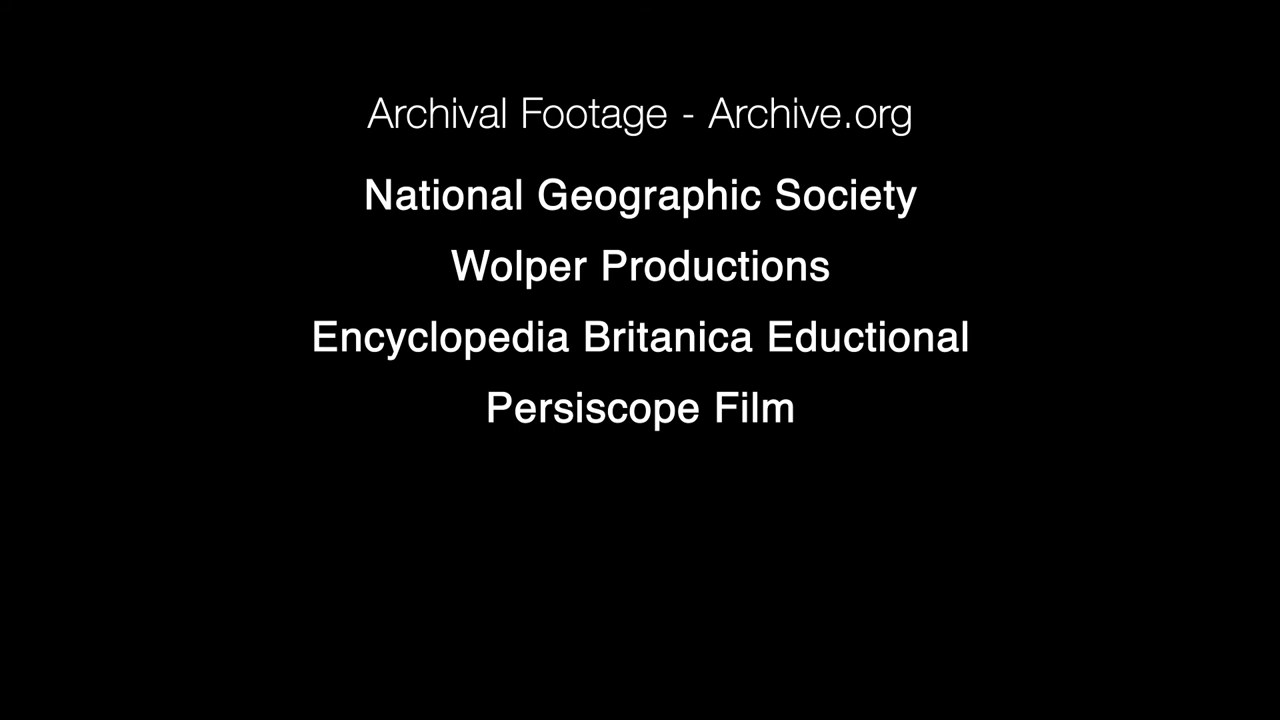 Archival Footage - Archive.org
National Geographic Society
Wolper Productions
Encyclopedia Britanica Eductional
Persiscope Film